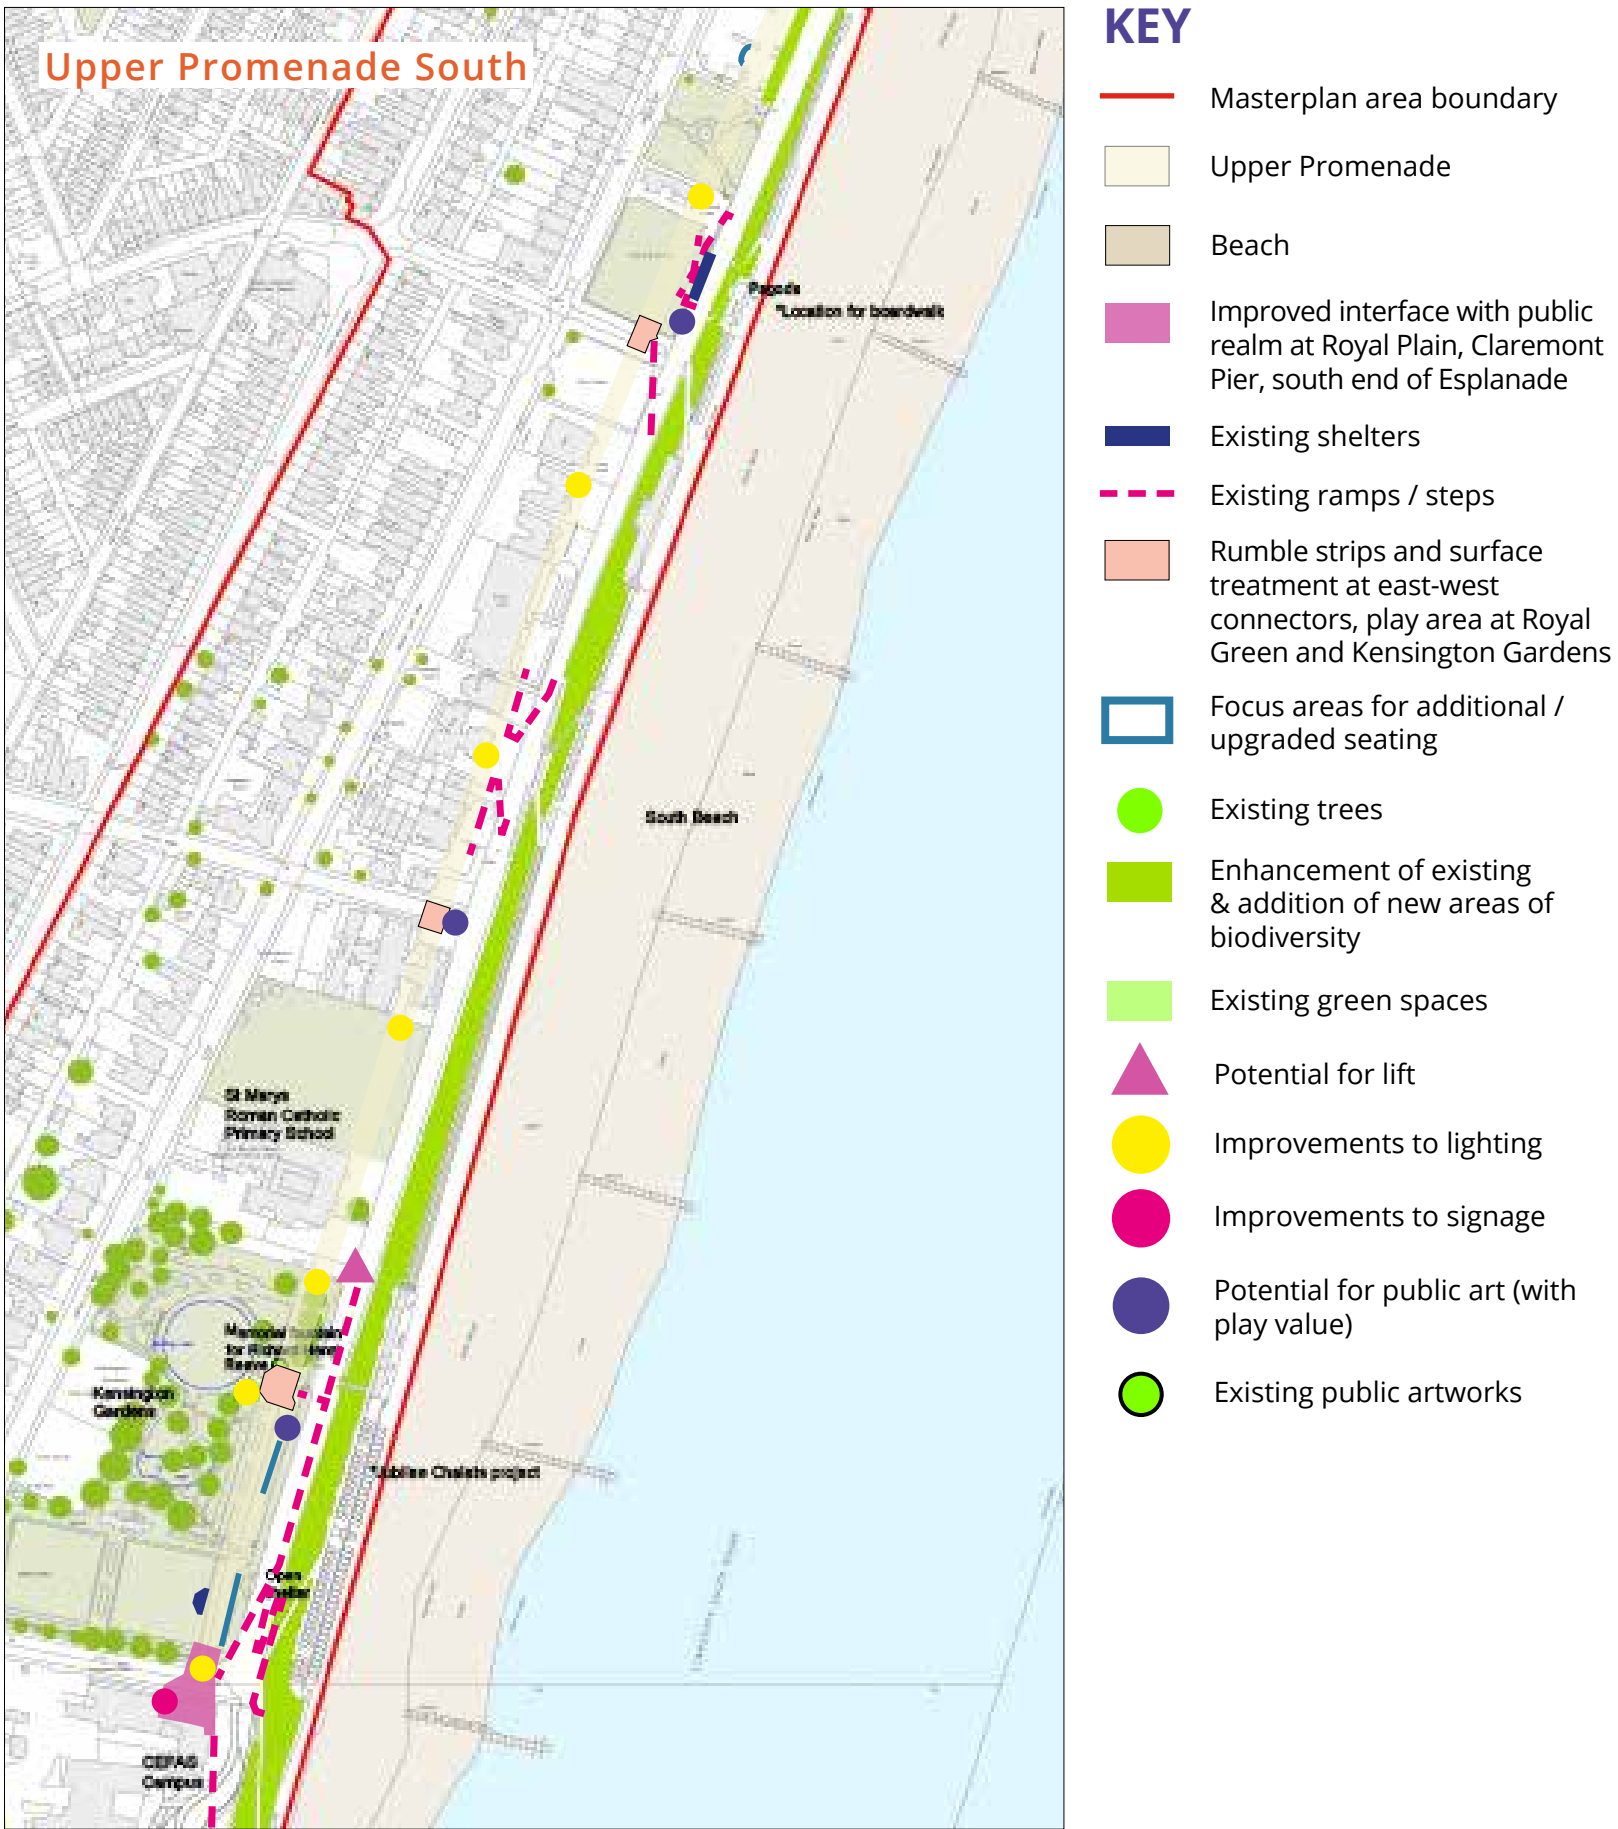 Upper Promenade South
Pagoda
*Location for boardwalk
South Beach
St Marys
Roman Catholic
Primary School
Memorial
for
Reeve
Kensington
Gardens
*Jubilee Chalets project
Open
shelter
CEFAS
Campus
KEY
Masterplan area boundary
Upper Promenade
Beach
Improved interface with public
realm at Royal Plain, Claremont
Pier, south end of Esplanade
Existing shelters
Existing ramps / steps
Rumble strips and surface
treatment at east-west
connectors, play area at Royal
Green and Kensington Gardens
Focus areas for additional /
upgraded seating
Existing trees
Enhancement of existing
& addition of new areas of
biodiversity
Existing green spaces
Potential for lift
Improvements to lighting
Improvements to signage
Potential for public art (with
play value)
Existing public artworks